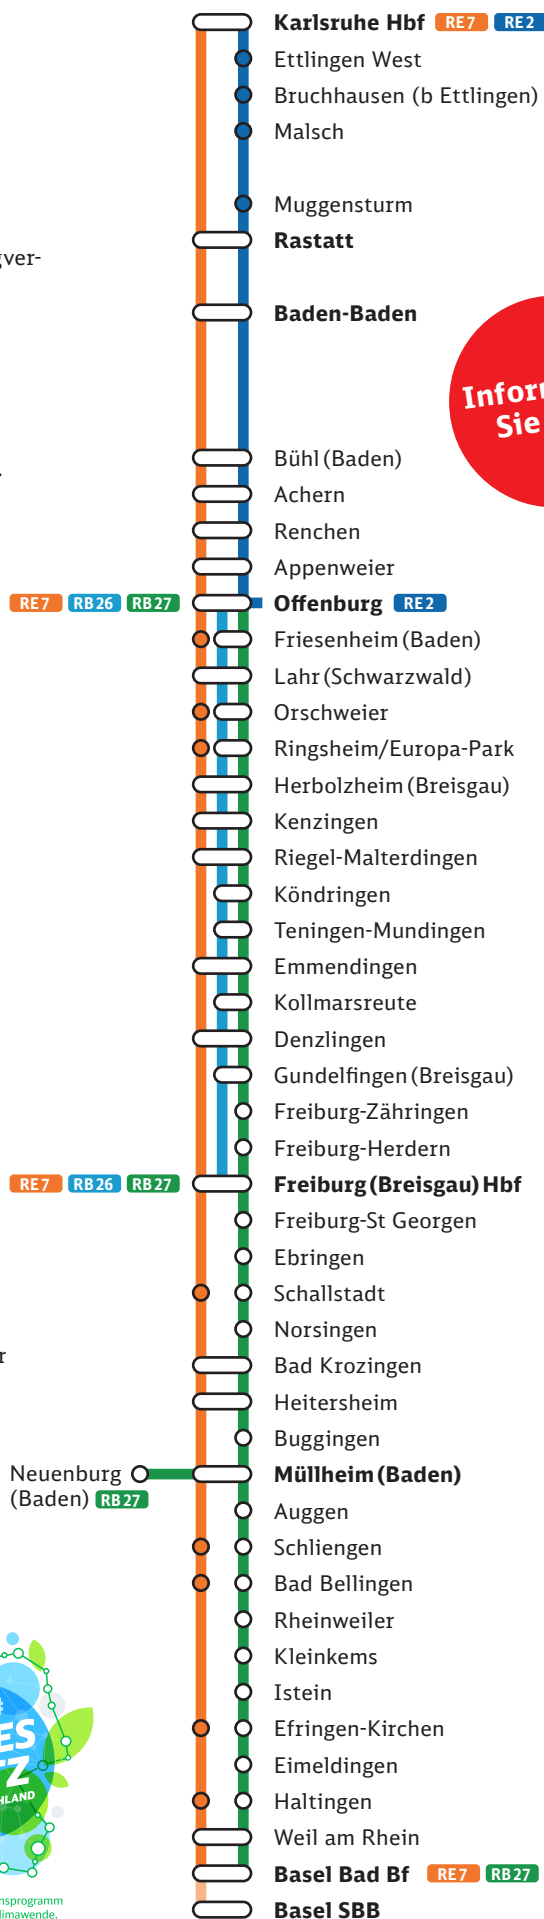 Karlsruhe Hbf RE7 RE2
Ettlingen West
Bruchhausen (b Ettlingen)
Malsch
Muggensturm
Rastatt
Baden-Baden
Sie
Bühl (Baden)
Achern
Renchen
Appenweier
RE7 RB26 RB27 Offenburg RE2
Friesenheim (Baden)
Lahr (Schwarzwald)
Orschweier
Ringsheim/Europa-Park
Herbolzheim (Breisgau)
Kenzingen
Riegel-Malterdingen
Köndringen
Teningen-Mundingen
Emmendingen
Kollmarsreute
Denzlingen
Gundelfingen (Breisgau)
Freiburg-Zähringen
Freiburg-Herdern
RE7 RB26 RB27 Freiburg (Breisgau) Hbf
Freiburg-St Georgen
Ebringen
Schallstadt
Norsingen
Bad Krozingen
Heitersheim
Buggingen
Neuenburg
(Baden) RB27
Müllheim (Baden)
Auggen
Schliengen
Bad Bellingen
Rheinweiler
Kleinkems
Istein
Efringen-Kirchen
Eimeldingen
Haltingen
Weil am Rhein
Basel Bad Bf RE7 RB27
Basel SBB